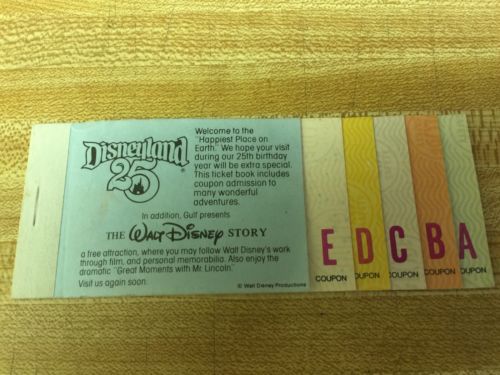 Disneyland®
25
Welcome to the
"Happiest Place on
Earth." We hope your visit
during our 25th birthday
year will be extra special.
This ticket book includes
coupon admission to
many wonderful
adventures.
In addition, Gulf presents
THE Walt Disney STORY
a free attraction, where you may follow Walt Disney's work
through film, and personal memorabilia. Also enjoy the
dramatic "Great Moments with Mr. Lincoln."
Visit us again soon.
© Walt Disney Productions
E
COUPON
D
COUPON
C
COUPON
B
COUPON
A
COUPON